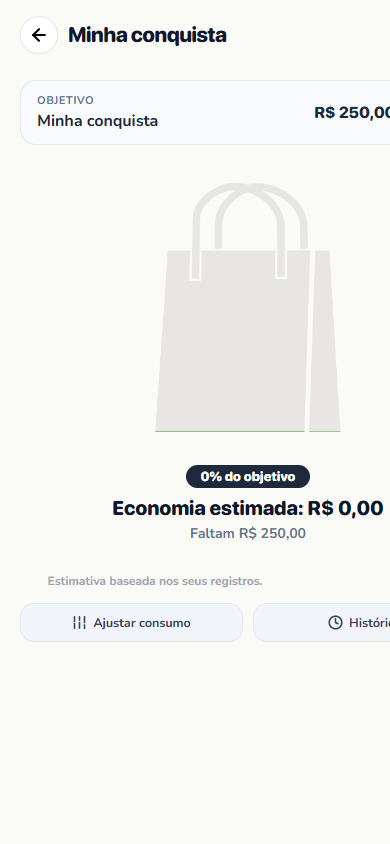 Minha conquista
OBJETIVO
Minha conquista
R$ 250,00
0% do objetivo
Economia estimada: R$ 0,00
Faltam R$ 250,00
Estimativa baseada nos seus registros.
Ajustar consumo
Históri